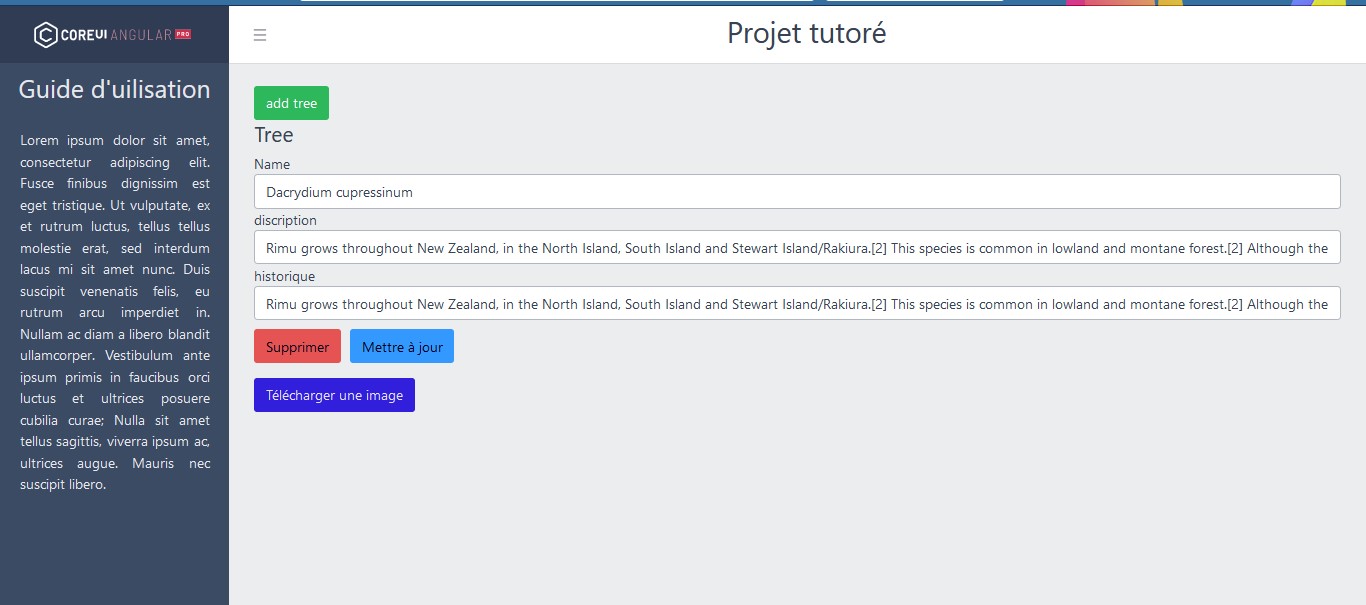 COREUI ANGULAR PRO
Projet tutoré
Guide d'uilisation
Lorem ipsum dolor sit amet,
consectetur adipiscing elit.
Fusce finibus dignissim est
eget tristique. Ut vulputate, ex
et rutrum luctus, tellus tellus
molestie erat, sed interdum
lacus mi sit amet nunc. Duis
suscipit venenatis felis, eu
rutrum arcu imperdiet in.
Nullam ac diam a libero blandit
ullamcorper. Vestibulum ante
ipsum primis in faucibus orci
luctus et ultrices posuere
cubilia curae; Nulla sit amet
tellus sagittis, viverra ipsum ac,
ultrices augue. Mauris nec
suscipit libero.
add tree
Tree
Name
Dacrydium cupressinum
discription
Rimu grows throughout New Zealand, in the North Island, South Island and Stewart Island/Rakiura.[2] This species is common in lowland and montane forest.[2] Although the
historique
Rimu grows throughout New Zealand, in the North Island, South Island and Stewart Island/Rakiura.[2] This species is common in lowland and montane forest.[2] Although the
Supprimer
Mettre à jour
Télécharger une image